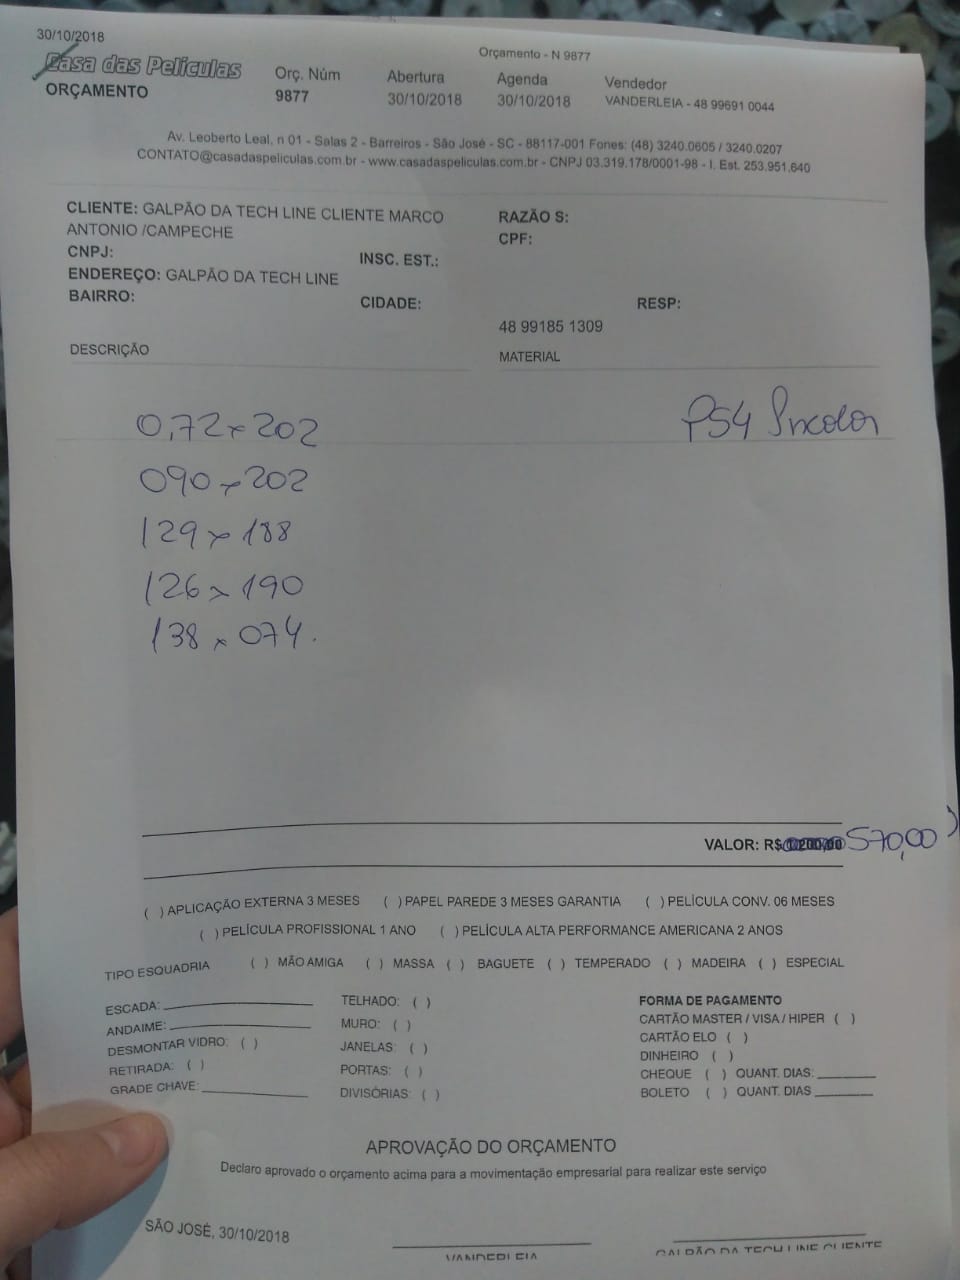 30/10/2018
Orçamento - N 9877
Casa das Películas
ORÇAMENTO
Orç. Núm
9877
Abertura
30/10/2018
Agenda
30/10/2018
Vendedor
VANDERLEIA - 48 99691 0044
Av. Leoberto Leal, n 01 - Salas 2 - Barreiros - São José - SC - 88117-001 Fones: (48) 3240.0605 / 3240.0207
CONTATO@casadaspeliculas.com.br - www.casadaspeliculas.com.br - CNPJ 03.319.178/0001-98 - I. Est. 253.951.640
CLIENTE: GALPÃO DA TECH LINE CLIENTE MARCO
ANTONIO /CAMPECHE
RAZÃO S:
CPF:
CNPJ:
INSC. EST.:
ENDEREÇO: GALPÃO DA TECH LINE
BAIRRO:
CIDADE:
RESP:
48 99185 1309
DESCRIÇÃO
MATERIAL
0,72 x 202
PS4 Incolor
090 x 202
129 x 188
126 x 190
138 x 074.
VALOR: R$ 1.200,00 570,00
( ) APLICAÇÃO EXTERNA 3 MESES ( ) PAPEL PAREDE 3 MESES GARANTIA ( ) PELÍCULA CONV. 06 MESES
( ) PELÍCULA PROFISSIONAL 1 ANO ( ) PELÍCULA ALTA PERFORMANCE AMERICANA 2 ANOS
TIPO ESQUADRIA ( ) MÃO AMIGA ( ) MASSA ( ) BAGUETE ( ) TEMPERADO ( ) MADEIRA ( ) ESPECIAL
ESCADA:
ANDAIME:
DESMONTAR VIDRO: ( )
RETIRADA: ( )
GRADE CHAVE:
TELHADO: ( )
MURO: ( )
JANELAS: ( )
PORTAS: ( )
DIVISÓRIAS: ( )
FORMA DE PAGAMENTO
CARTÃO MASTER / VISA / HIPER ( )
CARTÃO ELO ( )
DINHEIRO ( )
CHEQUE ( ) QUANT. DIAS:
BOLETO ( ) QUANT. DIAS
APROVAÇÃO DO ORÇAMENTO
Declaro aprovado o orçamento acima para a movimentação empresarial para realizar este serviço
SÃO JOSÉ, 30/10/2018
VANDERLEIA
GALPÃO DA TECH LINE CLIENTE